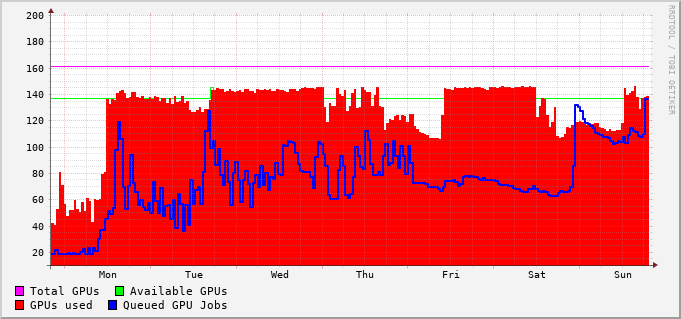 200
180
160
140
120
100
80
60
40
20
Mon Tue Wed Thu Fri Sat Sun
RRDTOOL / TOBI OETIKER
Total GPUs Available GPUs
GPUs used Queued GPU Jobs